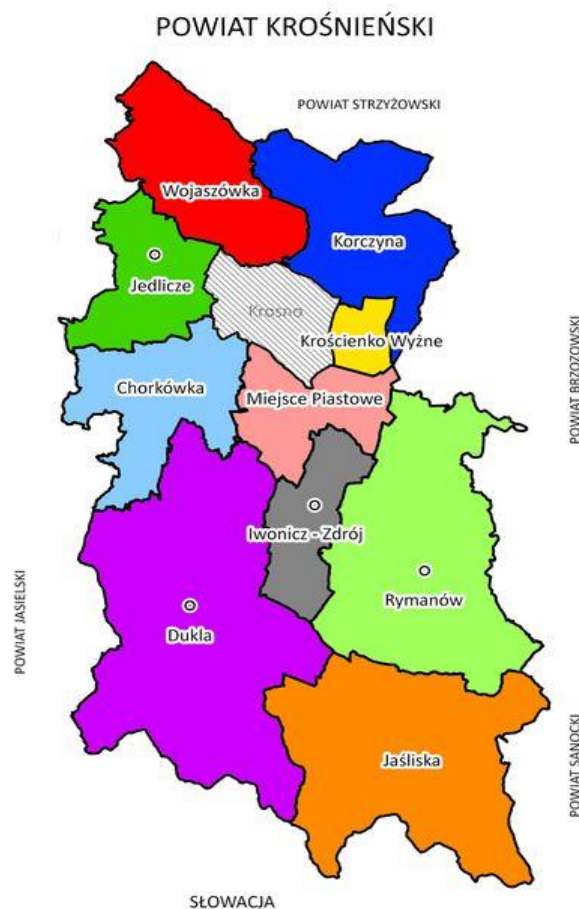 POWIAT KROŚNIEŃSKI
POWIAT STRZYŻOWSKI
Wojaszówka
Korczyna
Jedlicze
Krosno
Krościenko Wyżne
POWIAT BRZOZOWSKI
Chorkówka
Miejsce Piastowe
Iwonicz - Zdrój
Rymanów
POWIAT JASIELSKI
Dukla
POWIAT SANOCKI
Jaśliska
SŁOWACJA